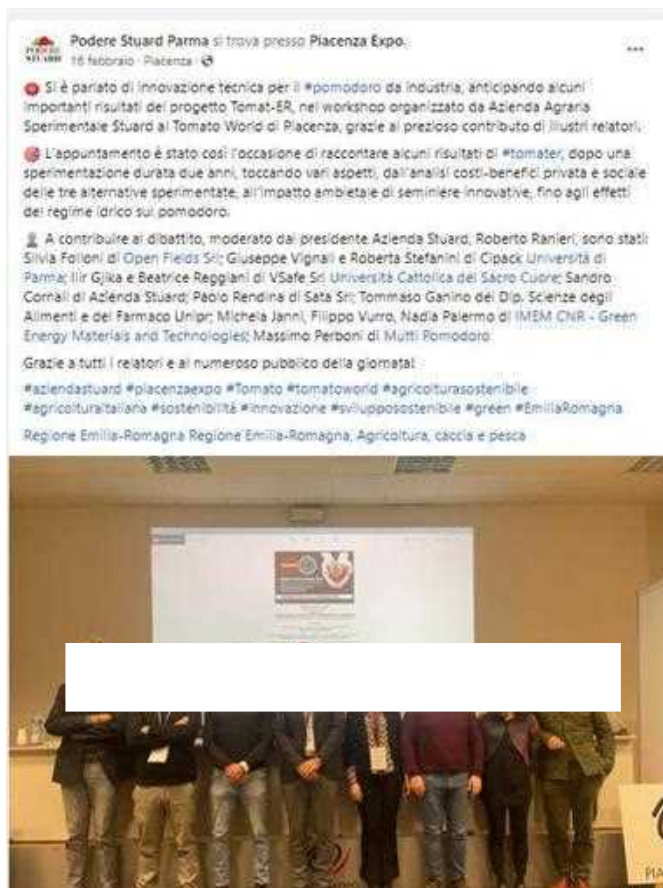 Podere Stuard Parma si trova presso Piacenza Expo.
16 febbraio · Piacenza ·
Si è parlato di innovazione tecnica per il #pomodoro da industria, anticipando alcuni
importanti risultati del progetto Tomat-ER, nel workshop organizzato da Azienda Agraria
Sperimentale Stuard al Tomato World di Piacenza, grazie al prezioso contributo di illustri relatori.
L'appuntamento è stato così l'occasione di raccontare alcuni risultati di #tomater, dopo una
sperimentazione durata due anni, toccando vari aspetti, dall'analisi costi-benefici privata e sociale
delle tre alternative sperimentate, all'impatto ambietale di seminiere innovative, fino agli effetti
del regime idrico sul pomodoro.
A contribuire al dibattito, moderato dal presidente Azienda Stuard, Roberto Ranieri, sono stati:
Silvia Folloni di Open Fields Srl; Giuseppe Vignali e Roberta Stefanini di Cipack Università di
Parma; Ilir Gjika e Beatrice Reggiani di VSafe Srl Università Cattolica del Sacro Cuore; Sandro
Cornali di Azienda Stuard; Paolo Rendina di Sata Srl; Tommaso Ganino del Dip. Scienze degli
Alimenti e del Farmaco Unipr; Michela Janni, Filippo Vurro, Nadia Palermo di IMEM CNR - Green
Energy Materials and Technologies; Massimo Perboni di Mutti Pomodoro
Grazie a tutti i relatori e al numeroso pubblico della giornata!
#aziendastuard #piacenzaexpo #Tomato #tomatoworld #agricolturasostenibile
#agricolturaitaliana #sostenibilità #innovazione #svilupposostenibile #green #EmiliaRomagna
Regione Emilia-Romagna Regione Emilia-Romagna, Agricoltura, caccia e pesca